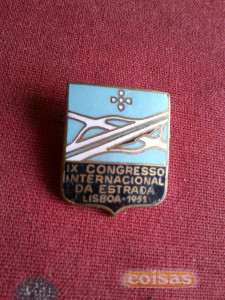 IX CONGRESSO
INTERNACIONAL
DA ESTRADA
LISBOA-1951
coisas